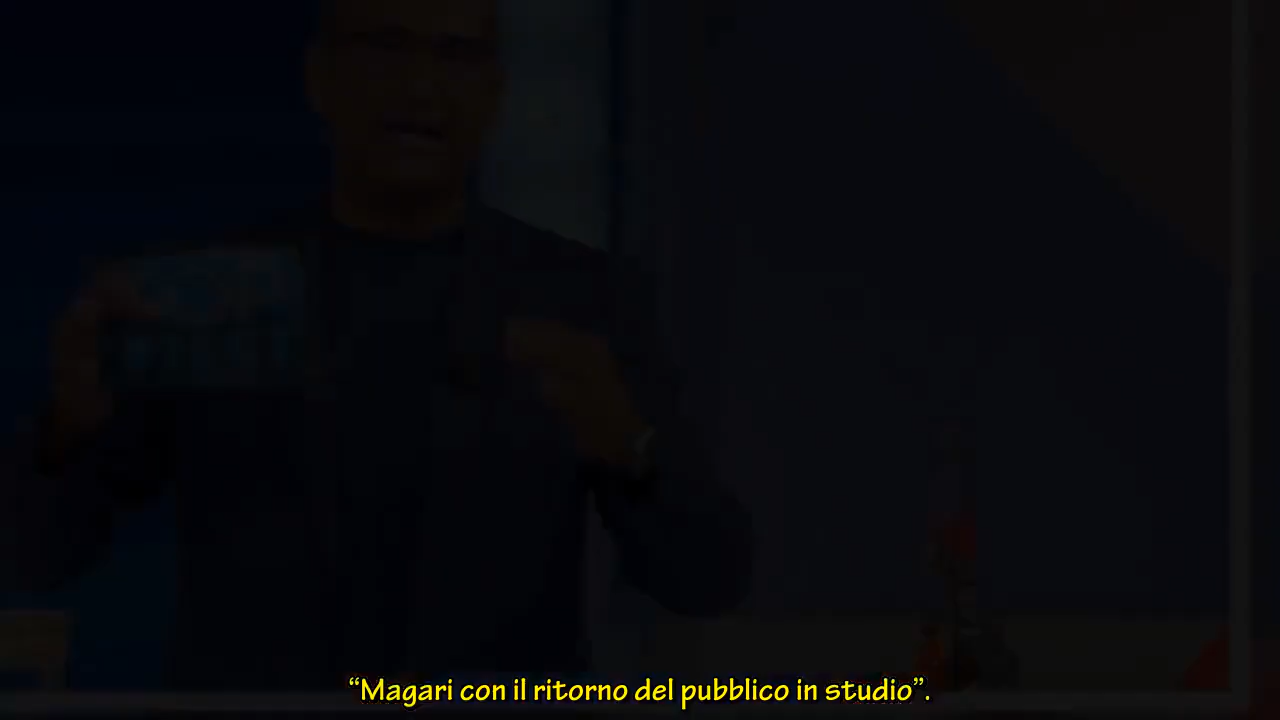 “Magari con il ritorno del pubblico in studio”.